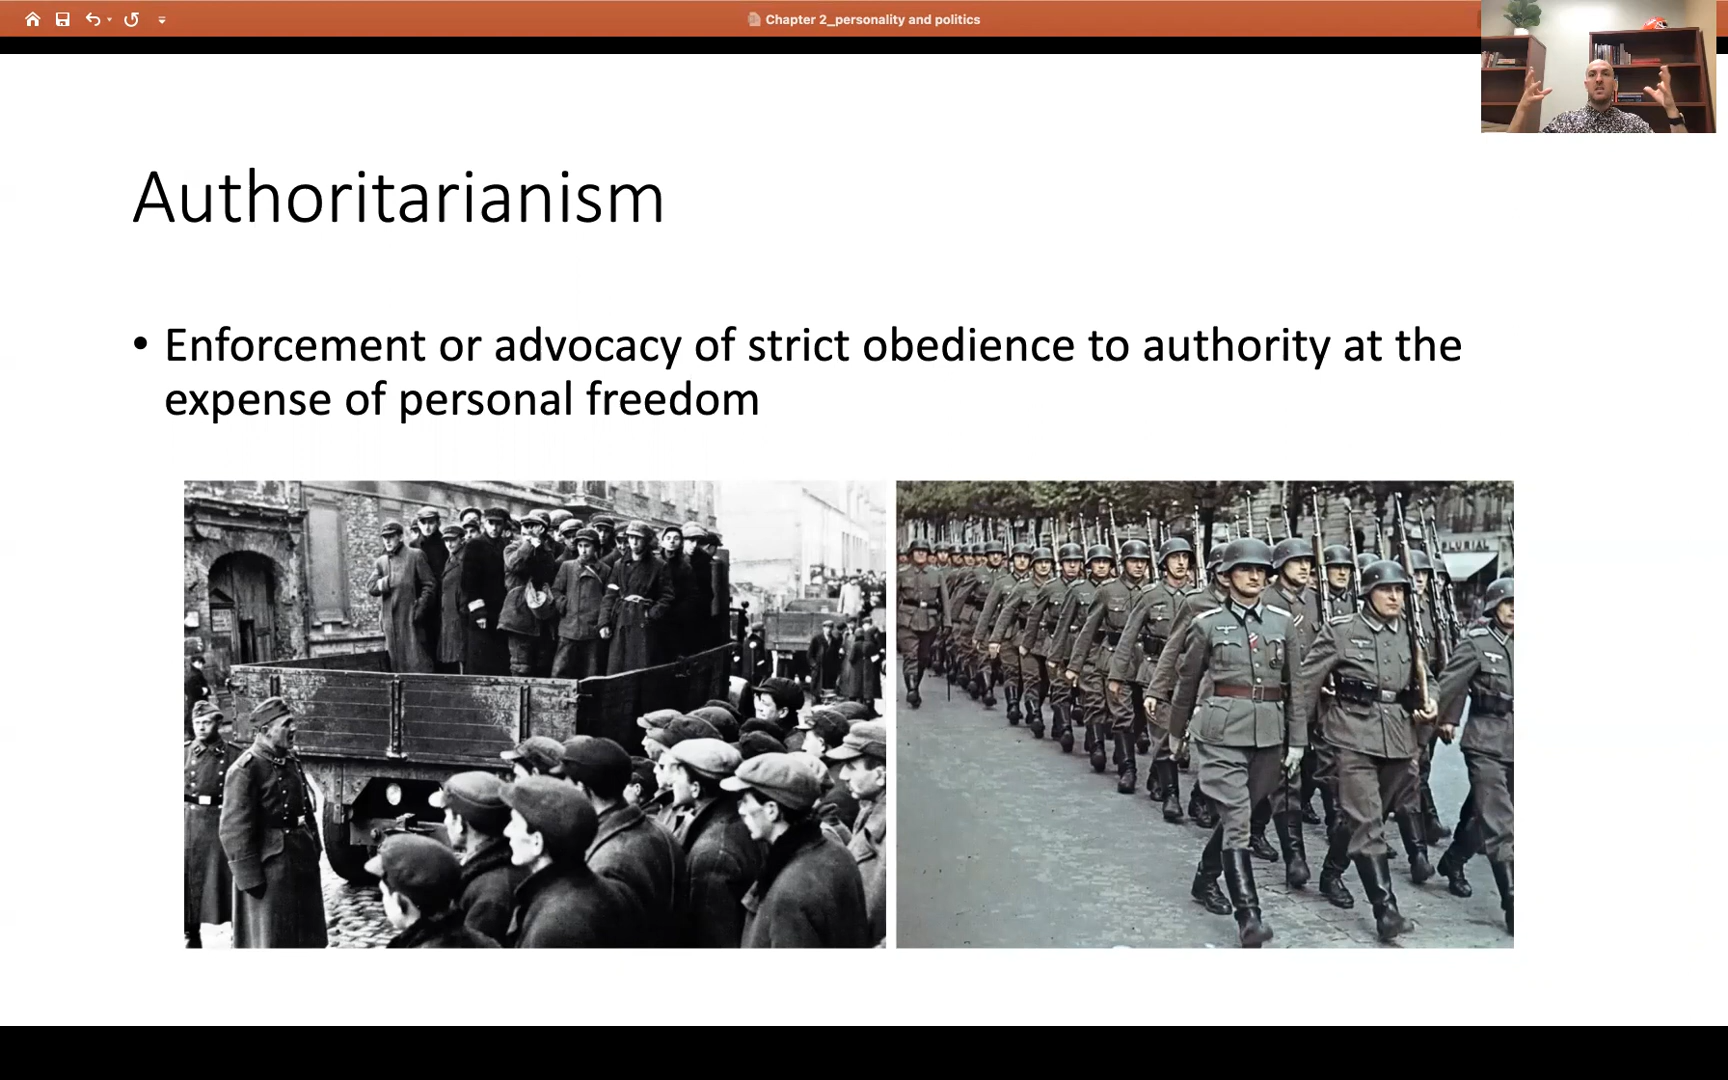 Chapter 2_personality and politics
Authoritarianism
• Enforcement or advocacy of strict obedience to authority at the
expense of personal freedom